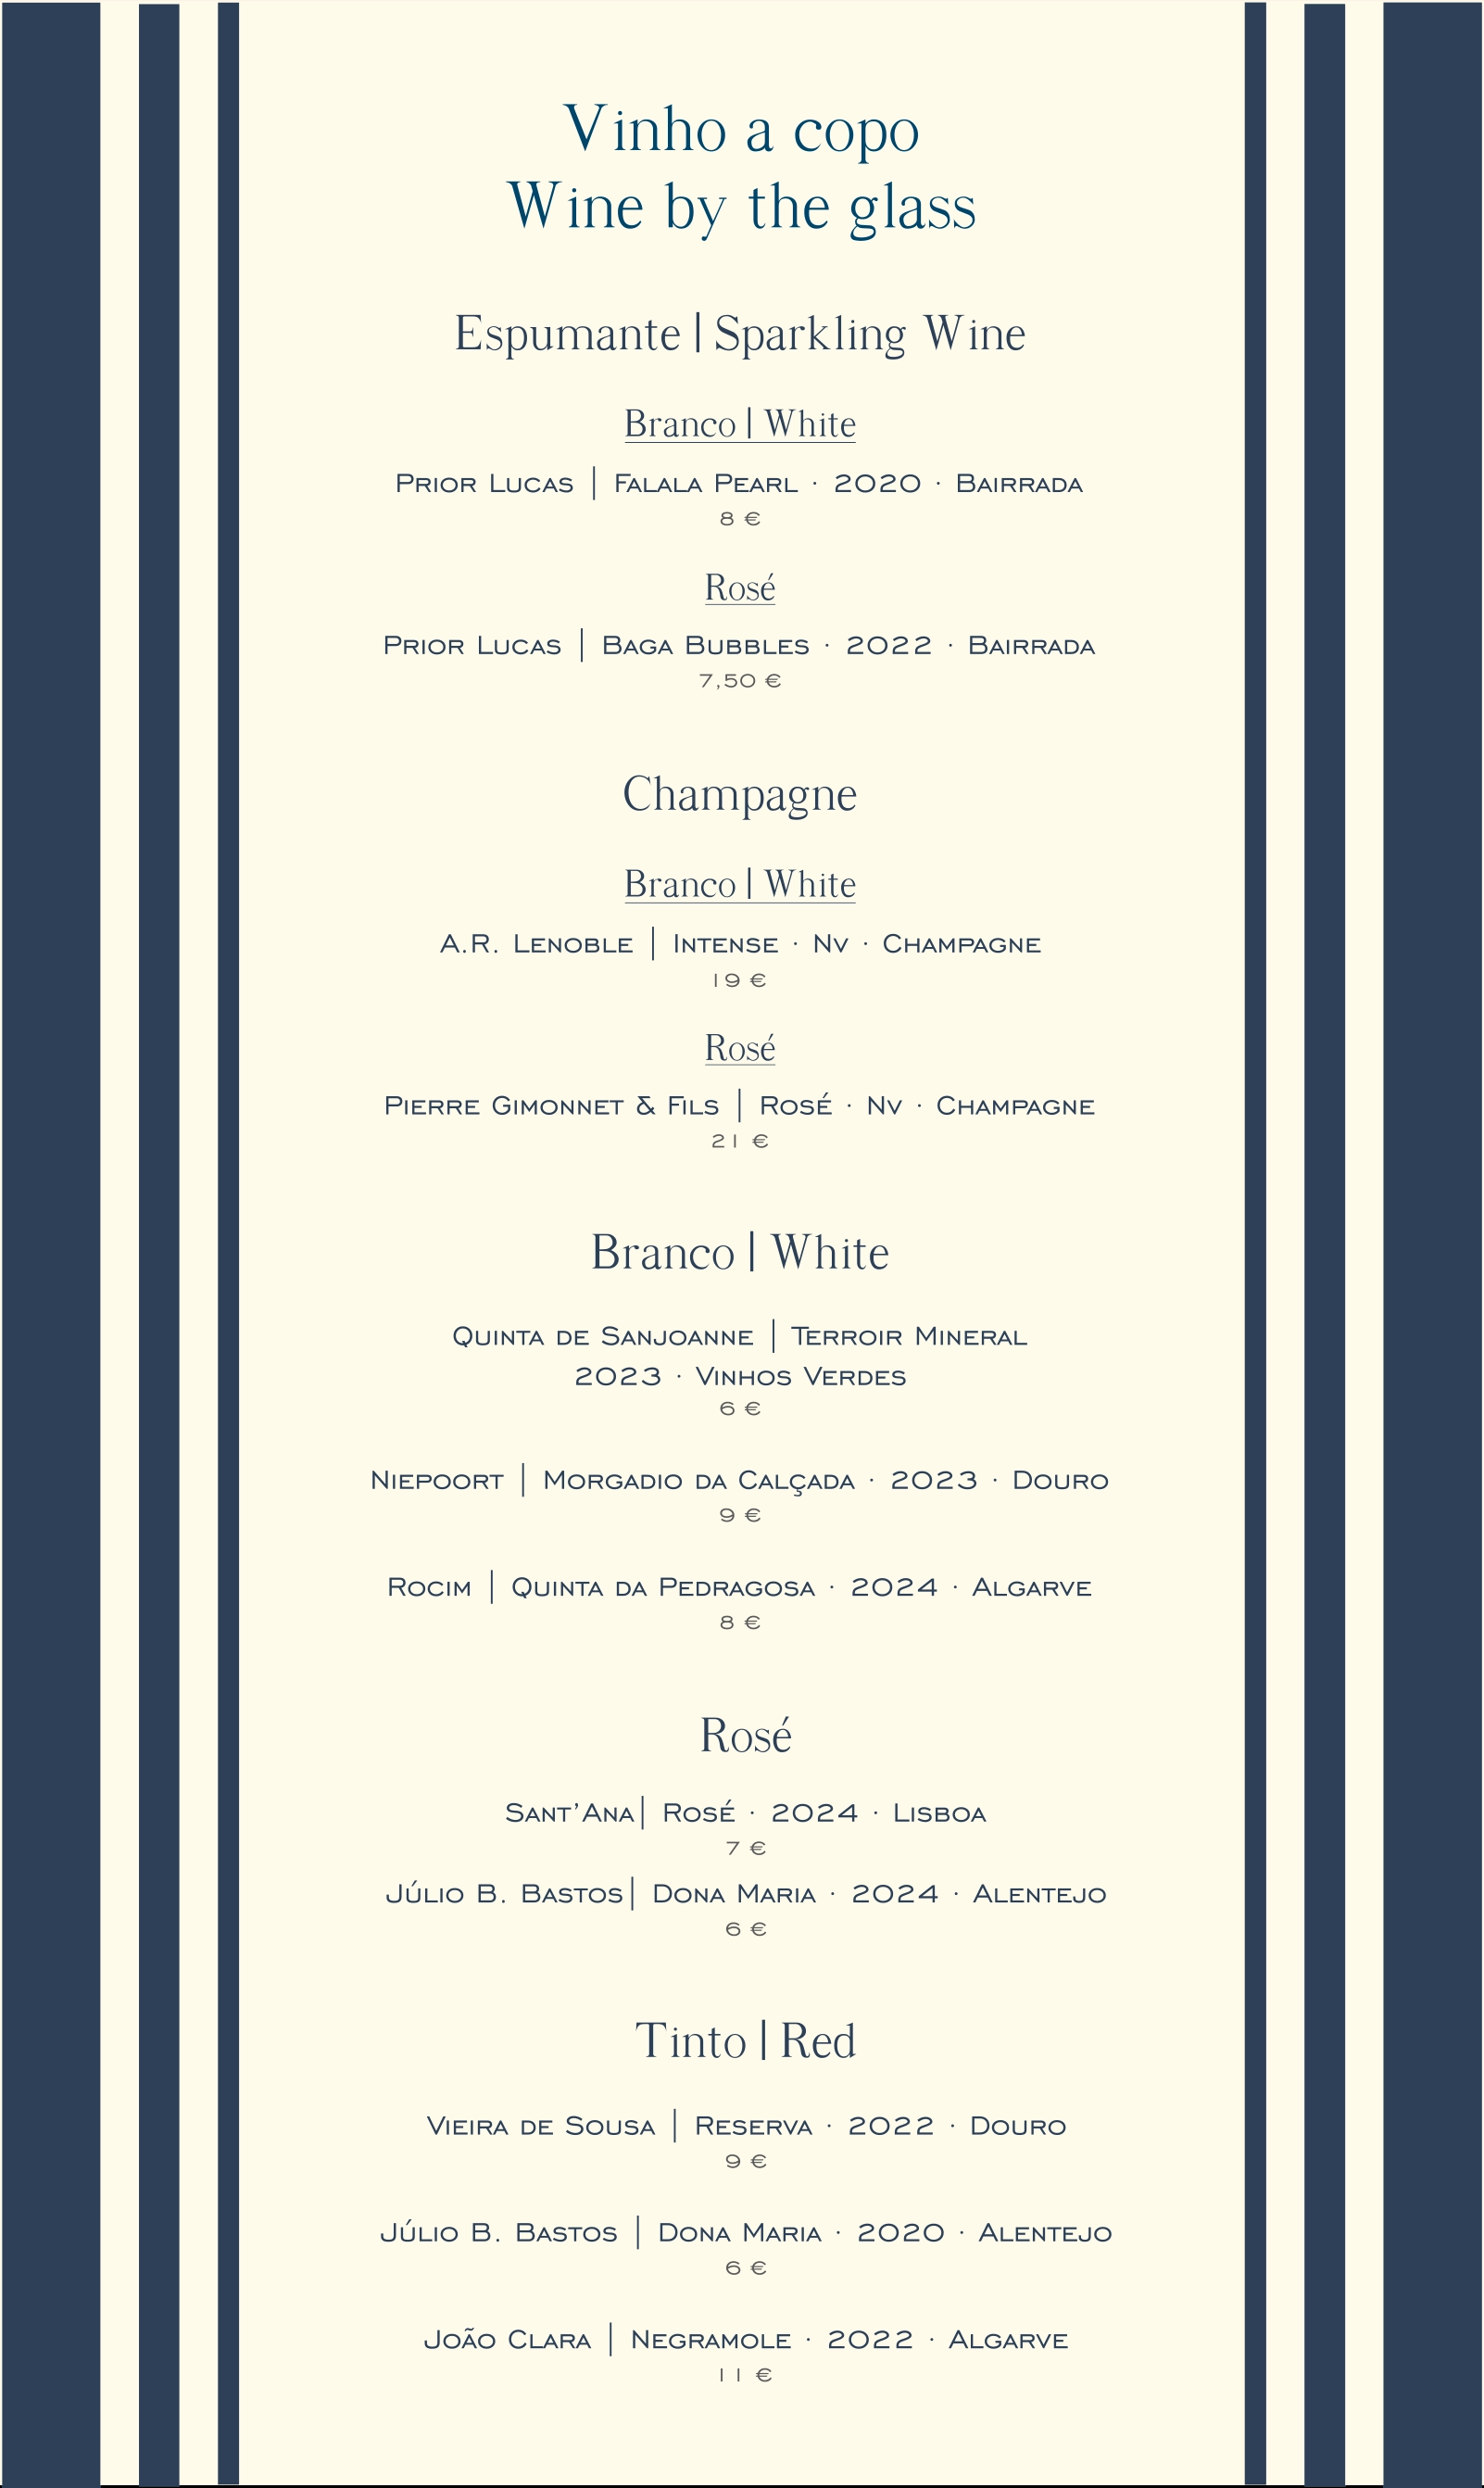 Vinho a copo
Wine by the glass
Espumante | Sparkling Wine
Branco | White
Prior Lucas | Falala Pearl · 2020 · Bairrada
8 €
Rosé
Prior Lucas | Baga Bubbles · 2022 · Bairrada
7,50 €
Champagne
Branco | White
A.R. Lenoble | Intense · Nv · Champagne
19 €
Rosé
Pierre Gimonnet & Fils | Rosé · Nv · Champagne
21 €
Branco | White
Quinta de Sanjoanne | Terroir Mineral
2023 · Vinhos Verdes
6 €
Niepoort | Morgadio da Calçada · 2023 · Douro
9 €
Rocim | Quinta da Pedragosa · 2024 · Algarve
8 €
Rosé
Sant'Ana| Rosé · 2024 · Lisboa
7 €
Júlio B. Bastos| Dona Maria · 2024 · Alentejo
6 €
Tinto | Red
Vieira de Sousa | Reserva · 2022 · Douro
9 €
Júlio B. Bastos | Dona Maria · 2020 · Alentejo
6 €
João Clara | Negramole · 2022 · Algarve
11 €